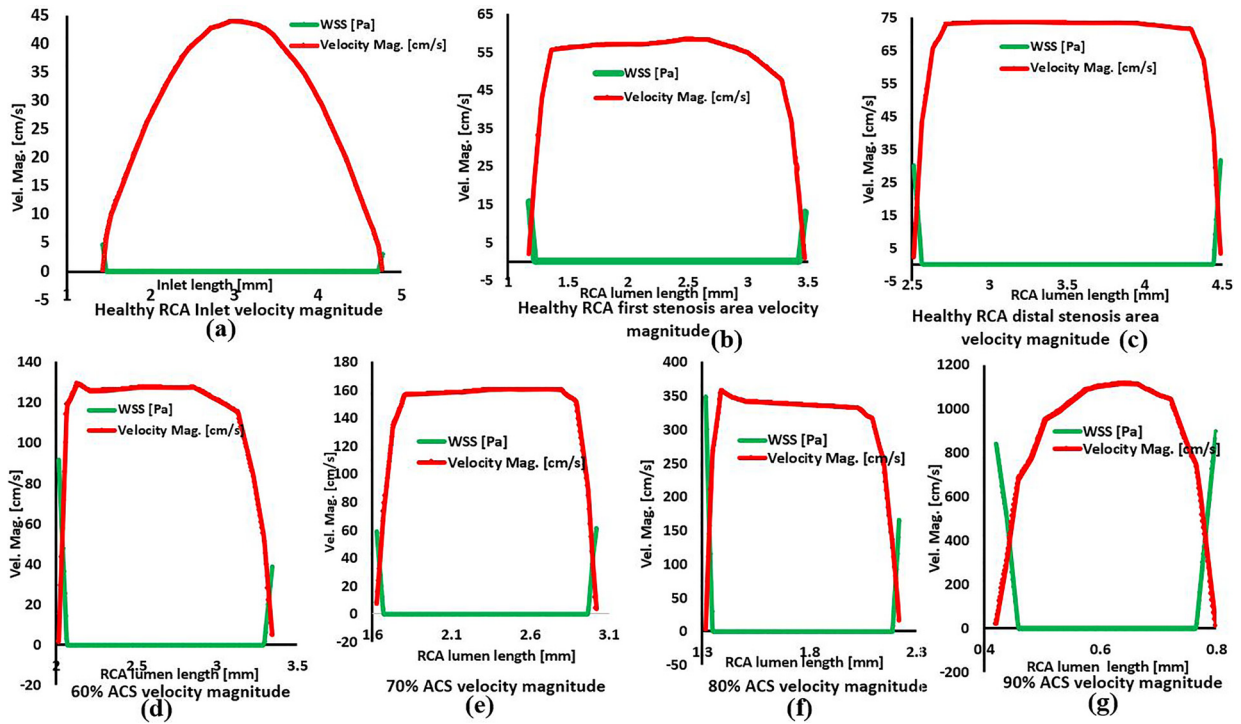 (a)
WSS [Pa]
Velocity Mag. [cm/s]
Vel. Mag. [cm/s]
45
40
35
30
25
20
15
10
5
0
-5
1
2
3
4
5
Inlet length [mm]
Healthy RCA Inlet velocity magnitude
(b)
WSS [Pa]
Velocity Mag. [cm/s]
Vel. Mag. [cm/s]
65
55
45
35
25
15
5
-5
1
1.5
2
2.5
3
3.5
RCA lumen length [mm]
Healthy RCA first stenosis area velocity
magnitude
(c)
WSS [Pa]
Velocity Mag. [cm/s]
Vel. Mag. [cm/s]
75
65
55
45
35
25
15
5
-5
2.5
3
3.5
4
4.5
RCA lumen length [mm]
Healthy RCA distal stenosis area
velocity magnitude
(d)
WSS [Pa]
Velocity Mag. [cm/s]
Vel. Mag. [cm/s]
140
120
100
80
60
40
20
0
-20
2
2.5
3
3.5
RCA lumen length [mm]
60% ACS velocity magnitude
(e)
WSS [Pa]
Velocity Mag. [cm/s]
Vel. Mag. [cm/s]
180
160
140
120
100
80
60
40
20
0
-20
1.6
2.1
2.6
3.1
RCA lumen length [mm]
70% ACS velocity magnitude
(f)
WSS [Pa]
Velocity Mag. [cm/s]
Vel. Mag. [cm/s]
400
350
300
250
200
150
100
50
0
-50
1.3
1.8
2.3
RCA lumen length [mm]
80% ACS velocity magnitude
(g)
WSS [Pa]
Velocity Mag. [cm/s]
Vel. Mag. [cm/s]
1200
1000
800
600
400
200
0
-200
0.4
0.6
0.8
RCA lumen length [mm]
90% ACS velocity magnitude